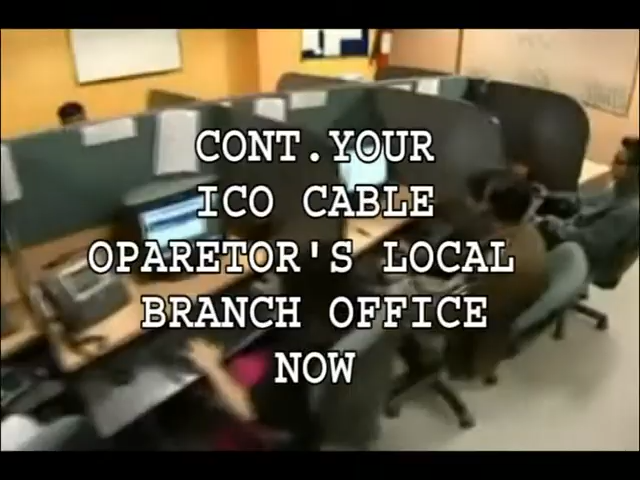 CONT.YOUR
ICO CABLE
OPARETOR'S LOCAL
BRANCH OFFICE
NOW